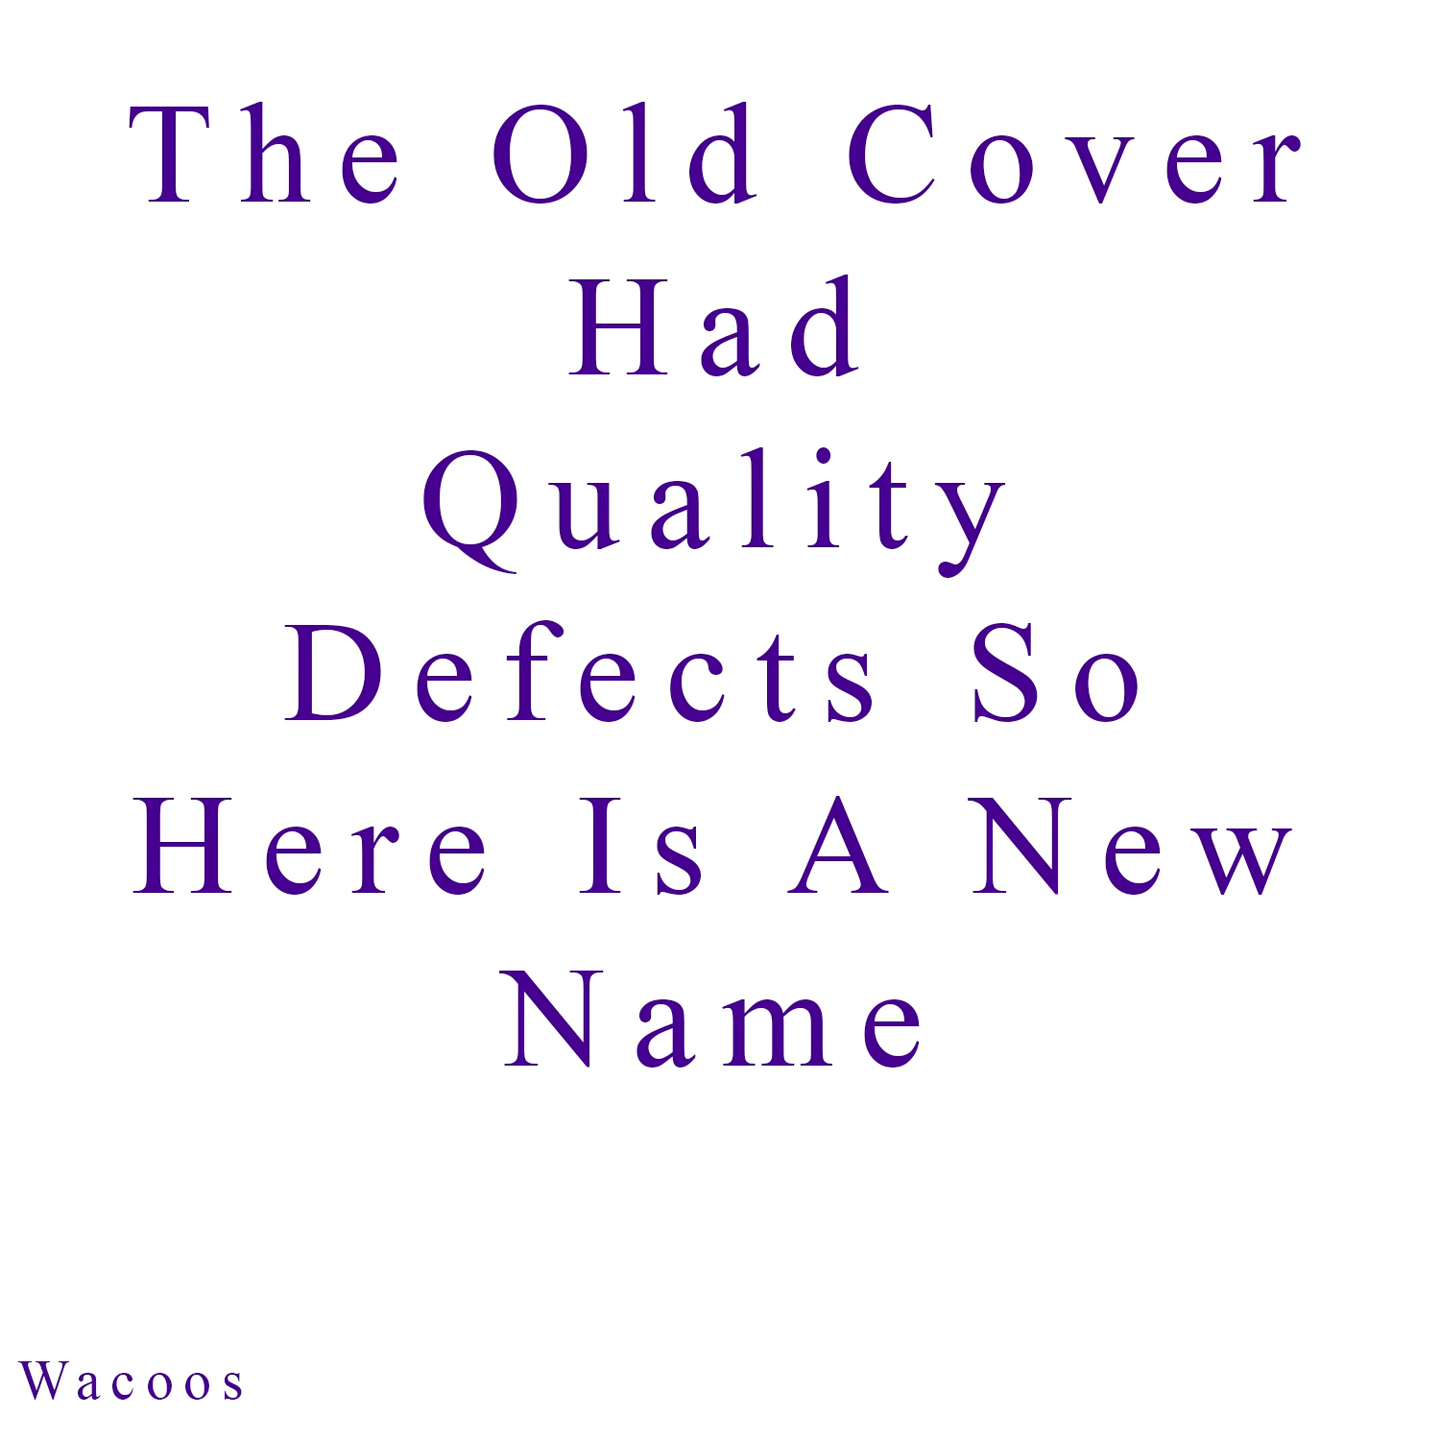 The Old Cover
Had
Quality
Defects So
Here Is A New
Name
Wacoos